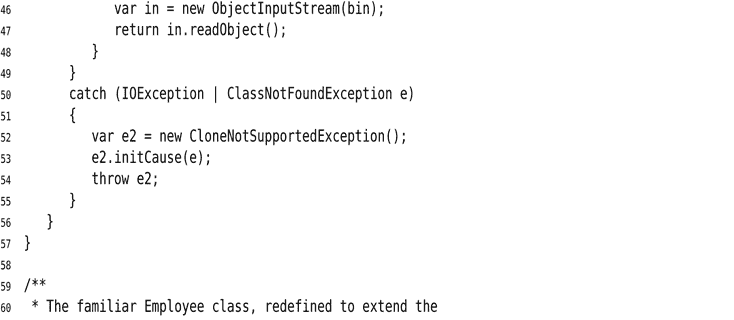 46            var in = new ObjectInputStream(bin);
47            return in.readObject();
48         }
49      }
50      catch (IOException | ClassNotFoundException e)
51      {
52         var e2 = new CloneNotSupportedException();
53         e2.initCause(e);
54         throw e2;
55      }
56   }
57 }
58
59 /**
60  * The familiar Employee class, redefined to extend the